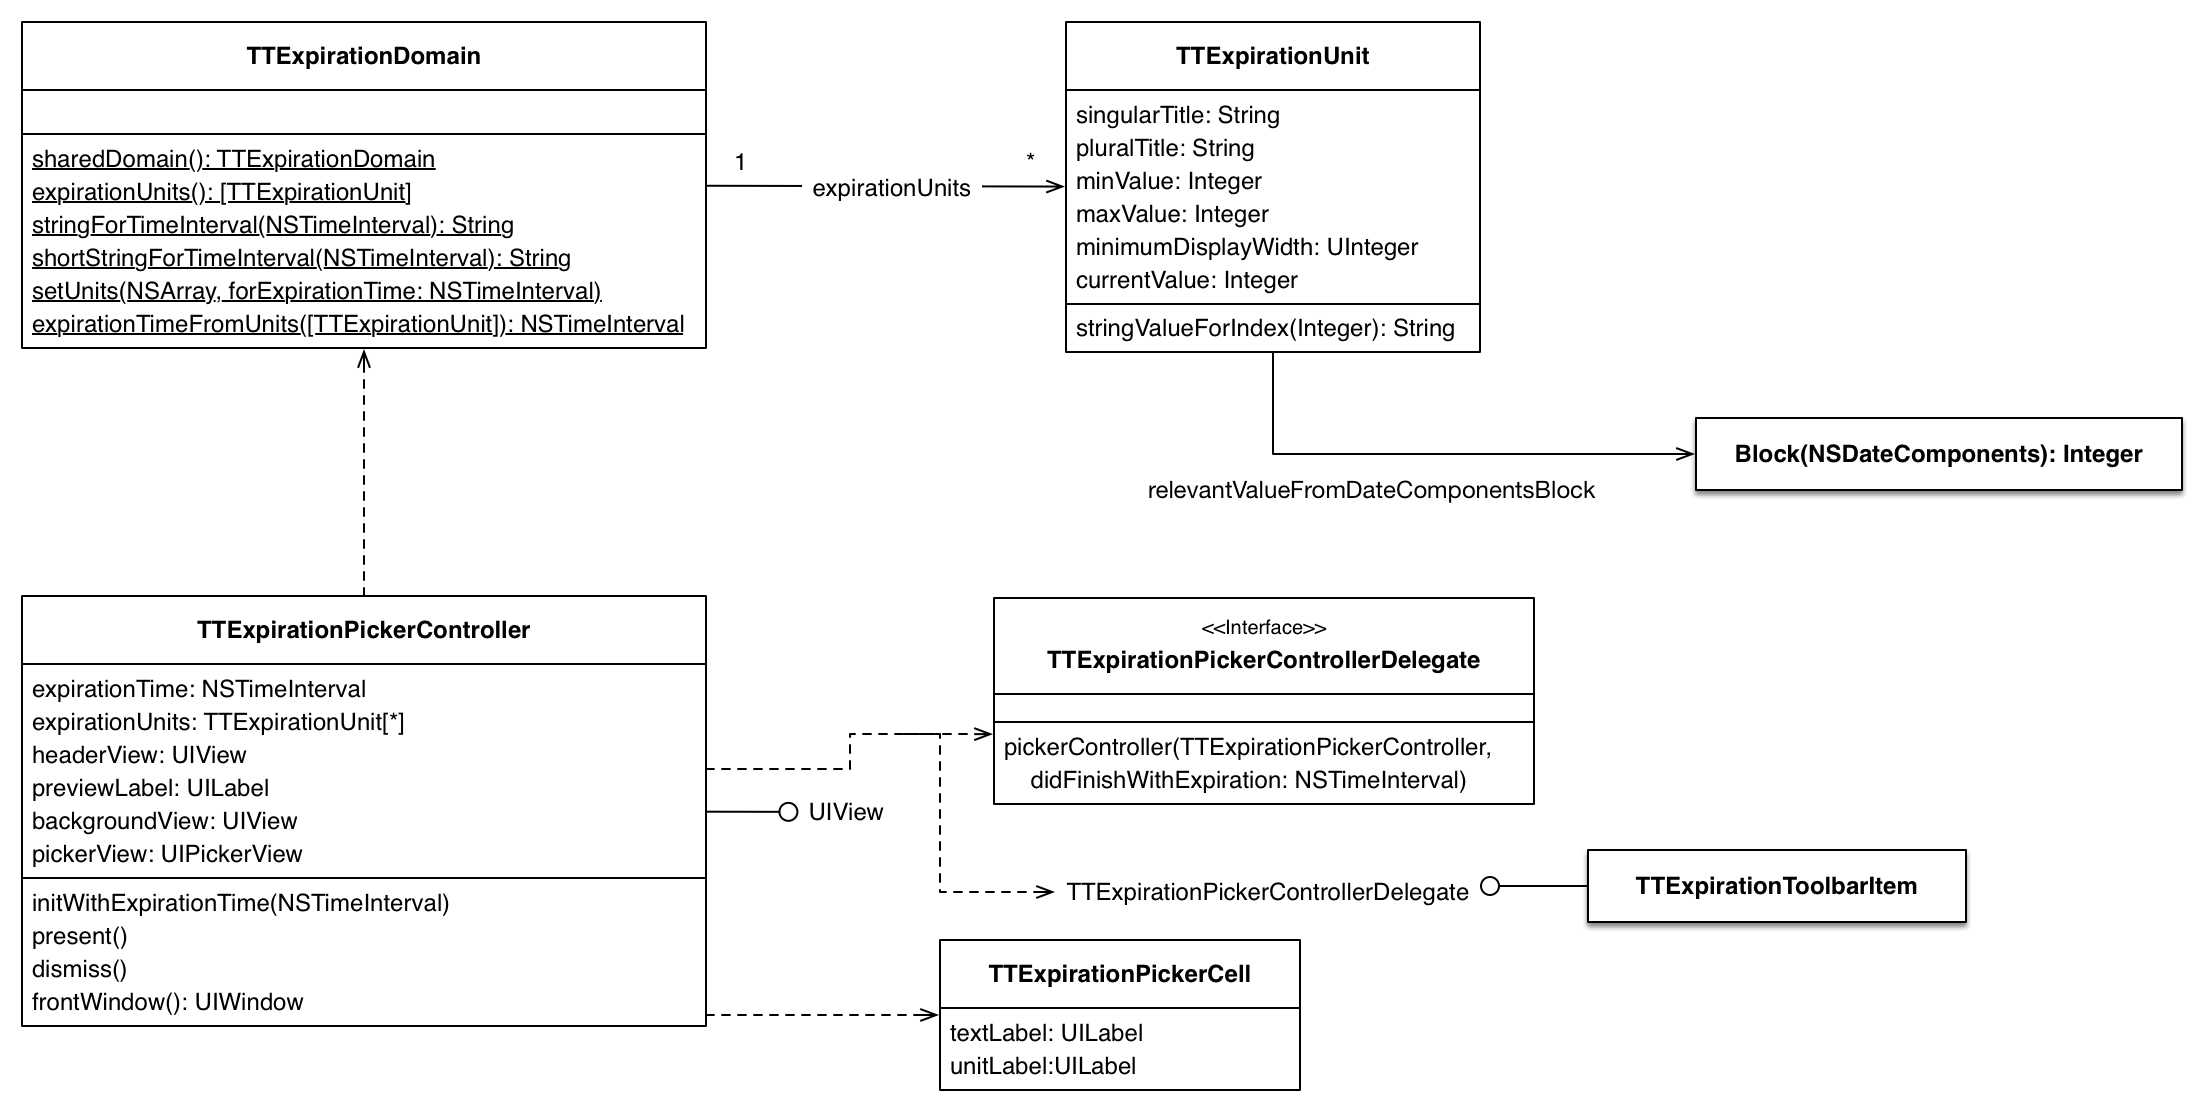 TTExpirationDomain
sharedDomain(): TTExpirationDomain
expirationUnits(): [TTExpirationUnit]
stringForTimeInterval(NSTimeInterval): String
shortStringForTimeInterval(NSTimeInterval): String
setUnits(NSArray, forExpirationTime: NSTimeInterval)
expirationTimeFromUnits([TTExpirationUnit]): NSTimeInterval
1
expirationUnits
*
TTExpirationUnit
singularTitle: String
pluralTitle: String
minValue: Integer
maxValue: Integer
minimumDisplayWidth: UInteger
currentValue: Integer
stringValueForIndex(Integer): String
relevantValueFromDateComponentsBlock
Block(NSDateComponents): Integer
TTExpirationPickerController
expirationTime: NSTimeInterval
expirationUnits: TTExpirationUnit[*]
headerView: UIView
previewLabel: UILabel
backgroundView: UIView
pickerView: UIPickerView
initWithExpirationTime(NSTimeInterval)
present()
dismiss()
frontWindow(): UIWindow
UIView
<<Interface>>
TTExpirationPickerControllerDelegate
pickerController(TTExpirationPickerController,
didFinishWithExpiration: NSTimeInterval)
TTExpirationPickerControllerDelegate
TTExpirationToolbarItem
TTExpirationPickerCell
textLabel: UILabel
unitLabel:UILabel